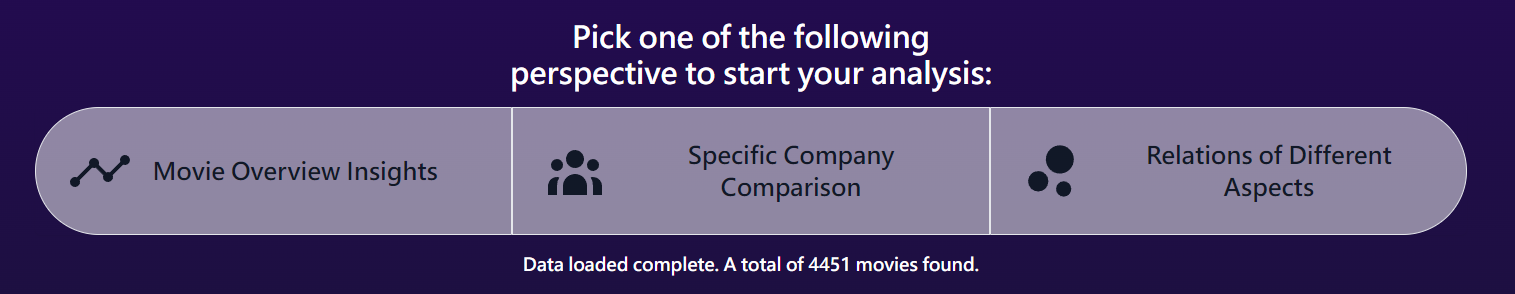 Pick one of the following
perspective to start your analysis:
Movie Overview Insights
Specific Company
Comparison
Relations of Different
Aspects
Data loaded complete. A total of 4451 movies found.